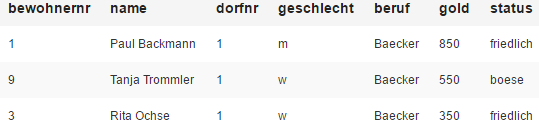 bewohnernr name dorfnr geschlecht beruf gold status
1 Paul Backmann 1 m Baecker 850 friedlich
9 Tanja Trommler 1 w Baecker 550 boese
3 Rita Ochse 1 w Baecker 350 friedlich